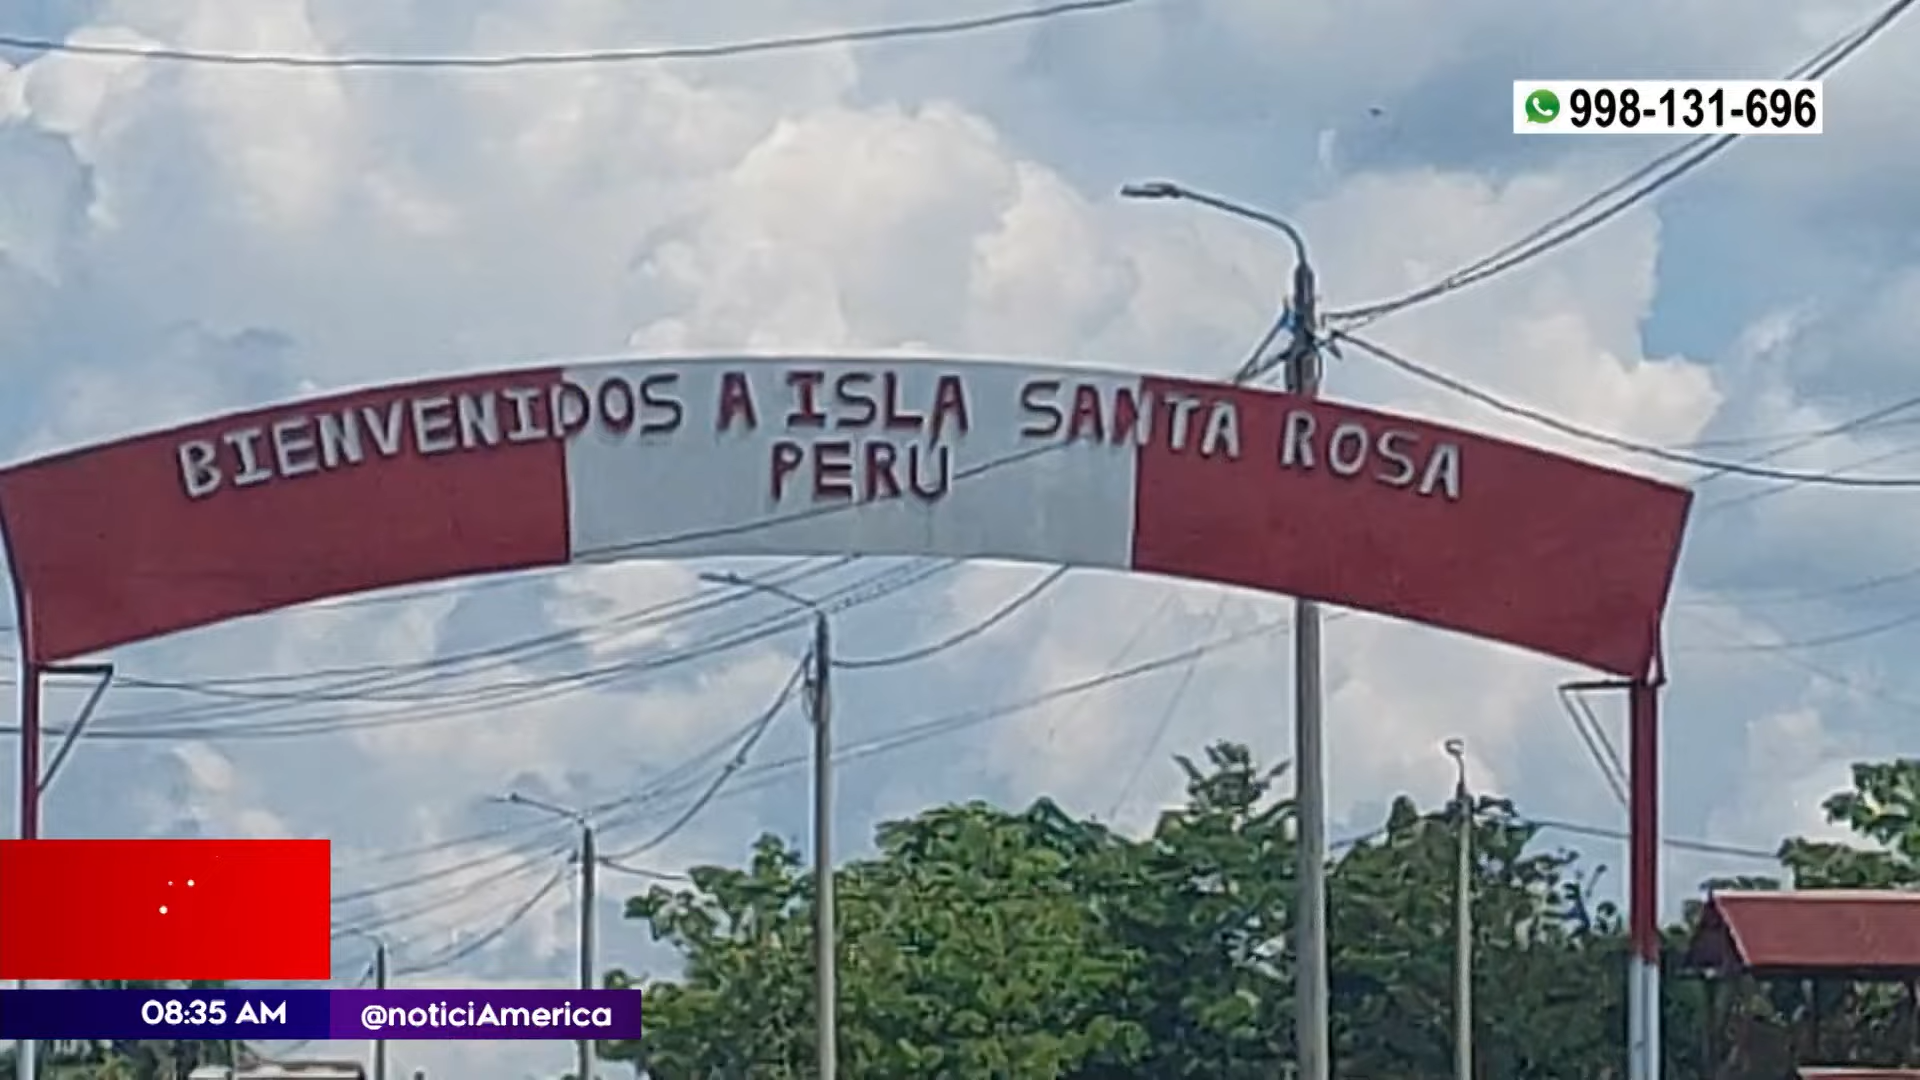 998-131-696
BIENVENIDOS A ISLA SANTA ROSA
PERÚ
08:35 AM
@noticiAmerica